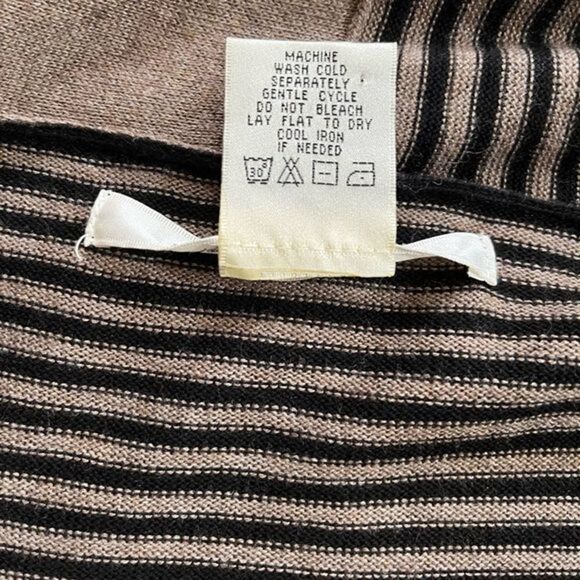 MACHINE
WASH COLD
SEPARATELY
GENTLE CYCLE
DO NOT BLEACH
LAY FLAT TO DRY
COOL IRON
IF NEEDED
30°